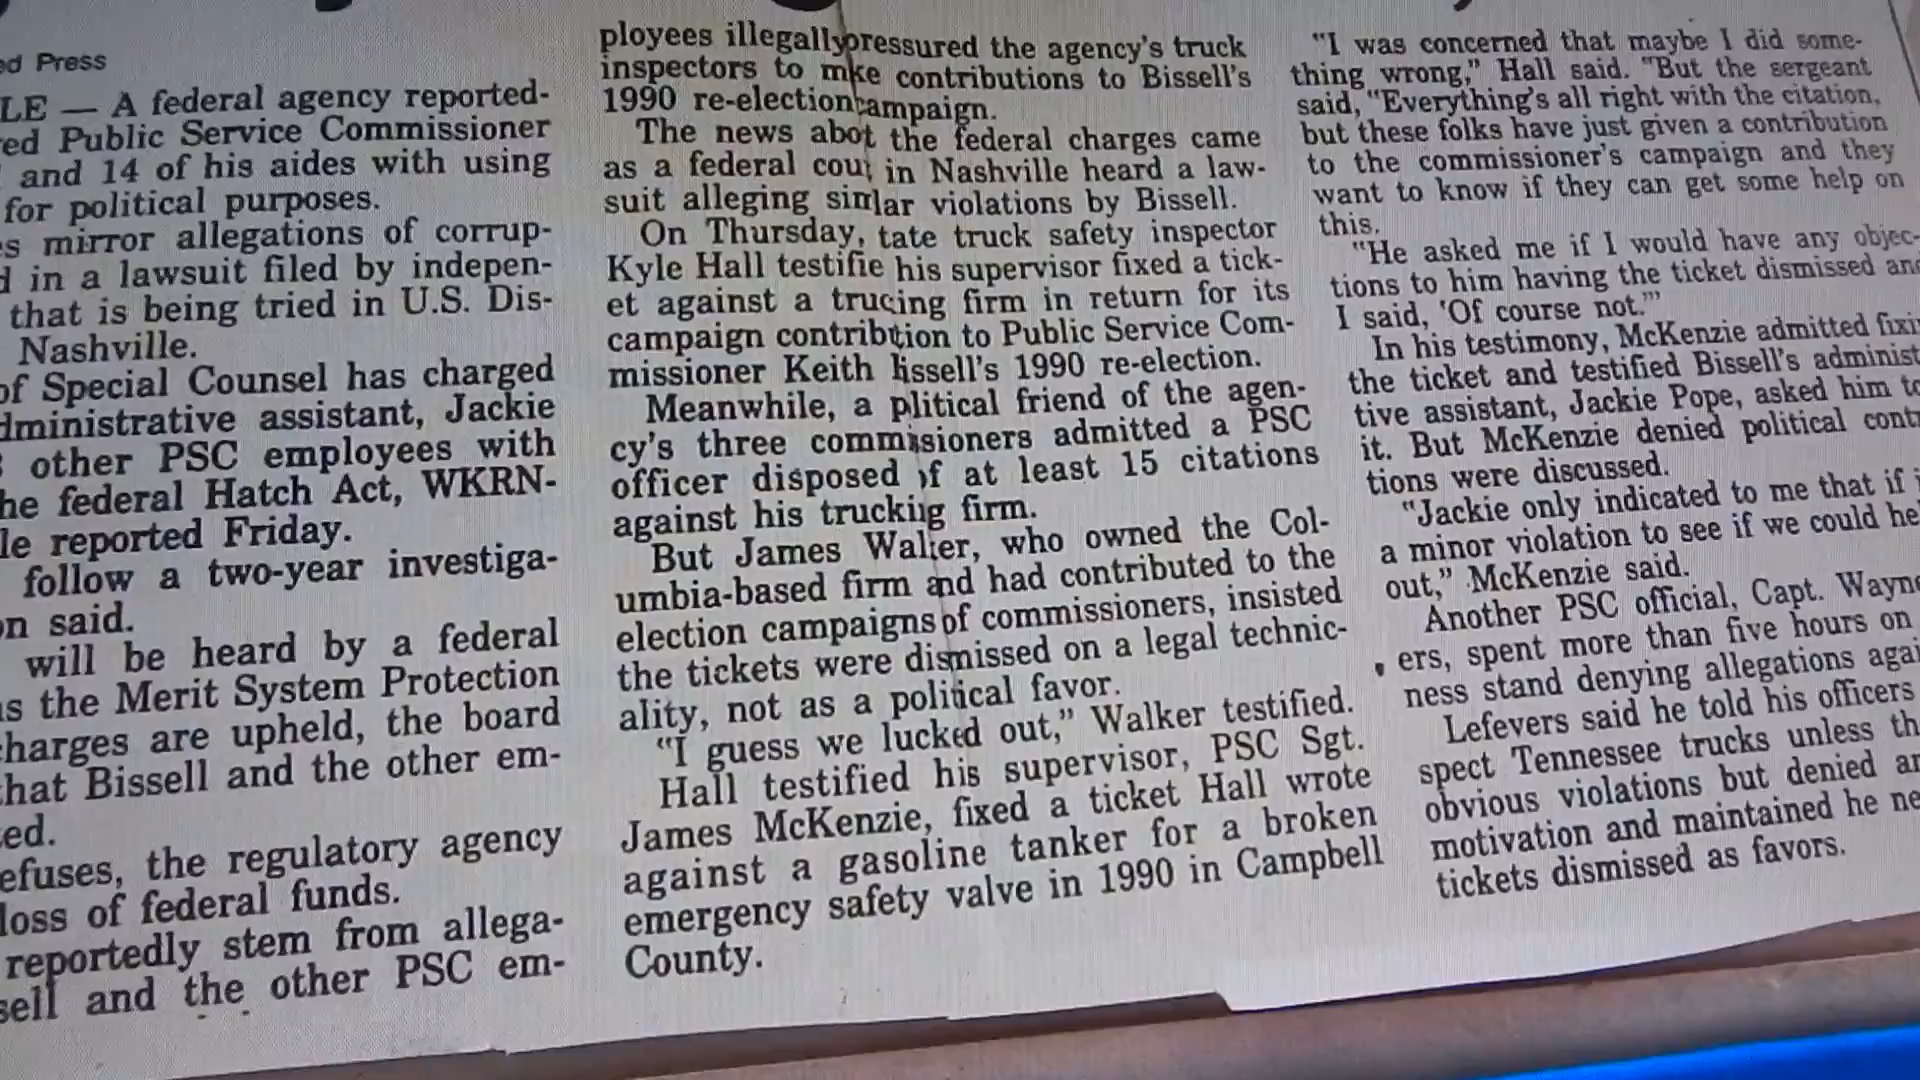 ed Press
LE — A federal agency reported-
ed Public Service Commissioner
and 14 of his aides with using
for political purposes.
s mirror allegations of corrup-
d in a lawsuit filed by indepen-
that is being tried in U.S. Dis-
Nashville.
of Special Counsel has charged
dministrative assistant, Jackie
other PSC employees with
he federal Hatch Act, WKRN-
le reported Friday.
follow a two-year investiga-
on said.
will be heard by a federal
as the Merit System Protection
charges are upheld, the board
that Bissell and the other em-
ed.
efuses, the regulatory agency
loss of federal funds.
reportedly stem from allega-
sell and the other PSC em-
ployees illegally pressured the agency's truck
inspectors to mke contributions to Bissell's
1990 re-election campaign.
The news abot the federal charges came
as a federal cout in Nashville heard a law-
suit alleging simlar violations by Bissell.
On Thursday, tate truck safety inspector
Kyle Hall testifie his supervisor fixed a tick-
et against a trucing firm in return for its
campaign contribtion to Public Service Com-
missioner Keith Bissell's 1990 re-election.
Meanwhile, a plitical friend of the agen-
cy's three commisioners admitted a PSC
officer disposed of at least 15 citations
against his truckiig firm.
But James Walker, who owned the Col-
umbia-based firm and had contributed to the
election campaigns of commissioners, insisted
the tickets were dismissed on a legal technic-
ality, not as a political favor.
"I guess we lucked out," Walker testified.
Hall testified his supervisor, PSC Sgt.
James McKenzie, fixed a ticket Hall wrote
against a gasoline tanker for a broken
emergency safety valve in 1990 in Campbell
County.
"I was concerned that maybe I did some-
thing wrong," Hall said. "But the sergeant
said, "Everything's all right with the citation,
but these folks have just given a contribution
to the commissioner's campaign and they
want to know if they can get some help on
this.
"He asked me if I would have any objec-
tions to him having the ticket dismissed and
I said, 'Of course not.'"
In his testimony, McKenzie admitted fixi
the ticket and testified Bissell's administ
tive assistant, Jackie Pope, asked him to
it. But McKenzie denied political contr
tions were discussed.
"Jackie only indicated to me that if i
a minor violation to see if we could he
out," McKenzie said.
Another PSC official, Capt. Wayne
ers, spent more than five hours on
ness stand denying allegations agai
Lefevers said he told his officers
spect Tennessee trucks unless th
obvious violations but denied an
motivation and maintained he ne
tickets dismissed as favors.